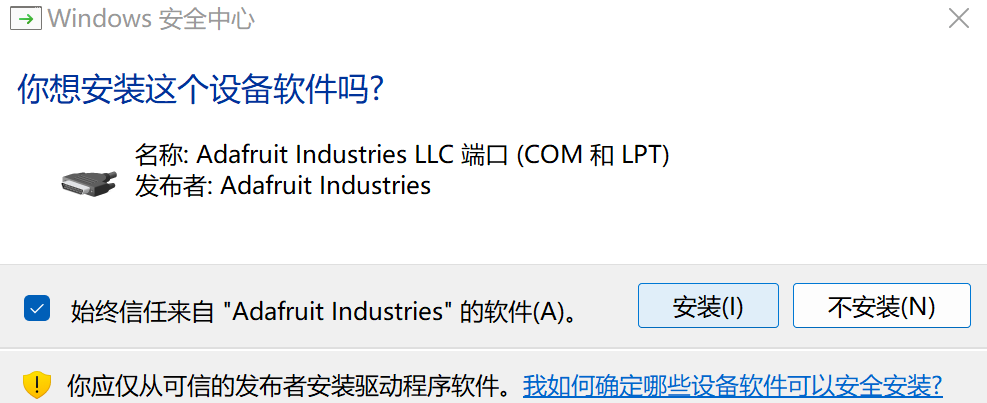 Windows 安全中心
你想安装这个设备软件吗?
名称: Adafruit Industries LLC 端口 (COM 和 LPT)
发布者: Adafruit Industries
始终信任来自 "Adafruit Industries" 的软件(A)。
安装(I)
不安装(N)
你应仅从可信的发布者安装驱动程序软件。我如何确定哪些设备软件可以安全安装?